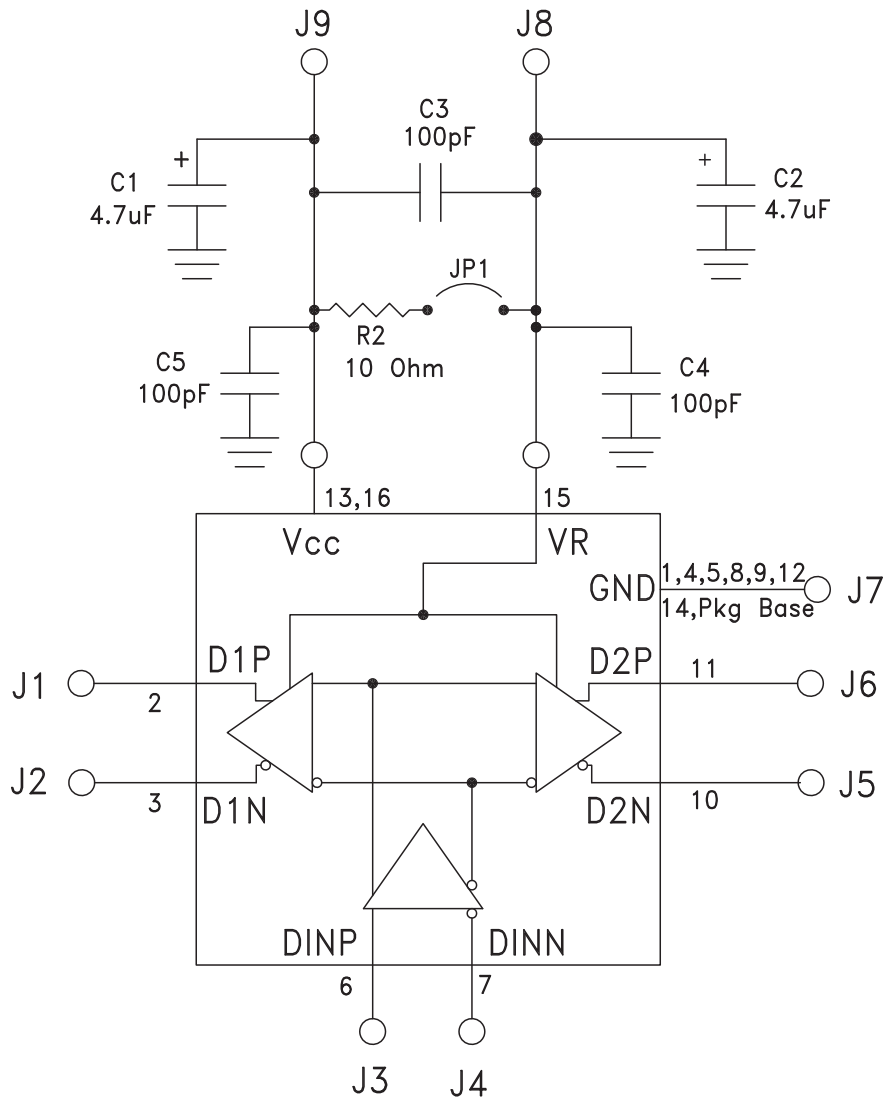 J9
J8
C3
100pF
+
C1
4.7uF
+
C2
4.7uF
JP1
R2
10 Ohm
C5
100pF
C4
100pF
13,16
15
Vcc
VR
GND
1,4,5,8,9,12
14,Pkg Base
J7
D1P
D2P
J1
2
11
J6
J2
3
D1N
D2N
10
J5
DINP
DINN
6
7
J3
J4